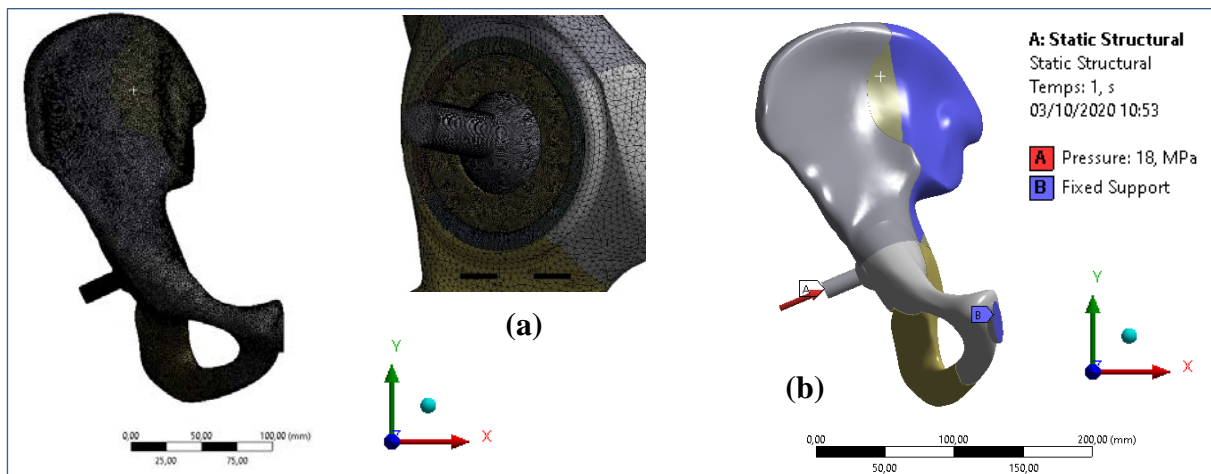 A: Static Structural
Static Structural
Temps: 1, s
03/10/2020 10:53
A Pressure: 18, MPa
B Fixed Support
A
B
(a)
Y
X
Y
X
(b)
0,00 50,00 100,00 (mm)
25,00 75,00
0,00 100,00 200,00 (mm)
50,00 150,00